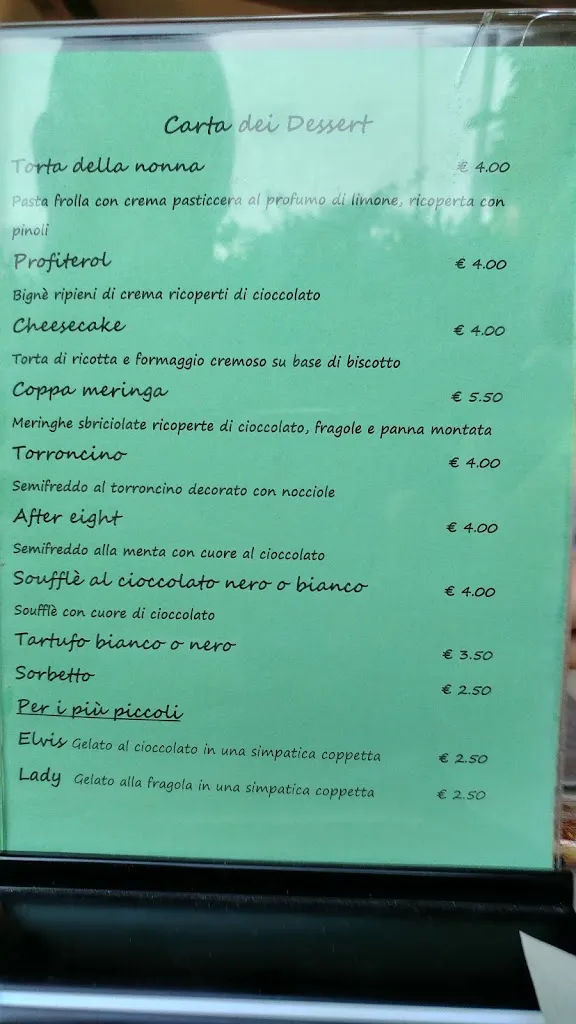 Carta dei Dessert
Torta della nonna € 4.00
Pasta frolla con crema pasticcera al profumo di limone, ricoperta con
pinoli
Profiterol € 4.00
Bignè ripieni di crema ricoperti di cioccolato
Cheesecake € 4.00
Torta di ricotta e formaggio cremoso su base di biscotto
Coppa meringa € 5.50
Meringhe sbriciolate ricoperte di cioccolato, fragole e panna montata
Torroncino € 4.00
Semifreddo al torroncino decorato con nocciole
After eight € 4.00
Semifreddo alla menta con cuore al cioccolato
Soufflè al cioccolato nero o bianco € 4.00
Soufflè con cuore di cioccolato
Tartufo bianco o nero € 3.50
Sorbetto € 2.50
Per i più piccoli
Elvis Gelato al cioccolato in una simpatica coppetta € 2.50
Lady Gelato alla fragola in una simpatica coppetta € 2.50